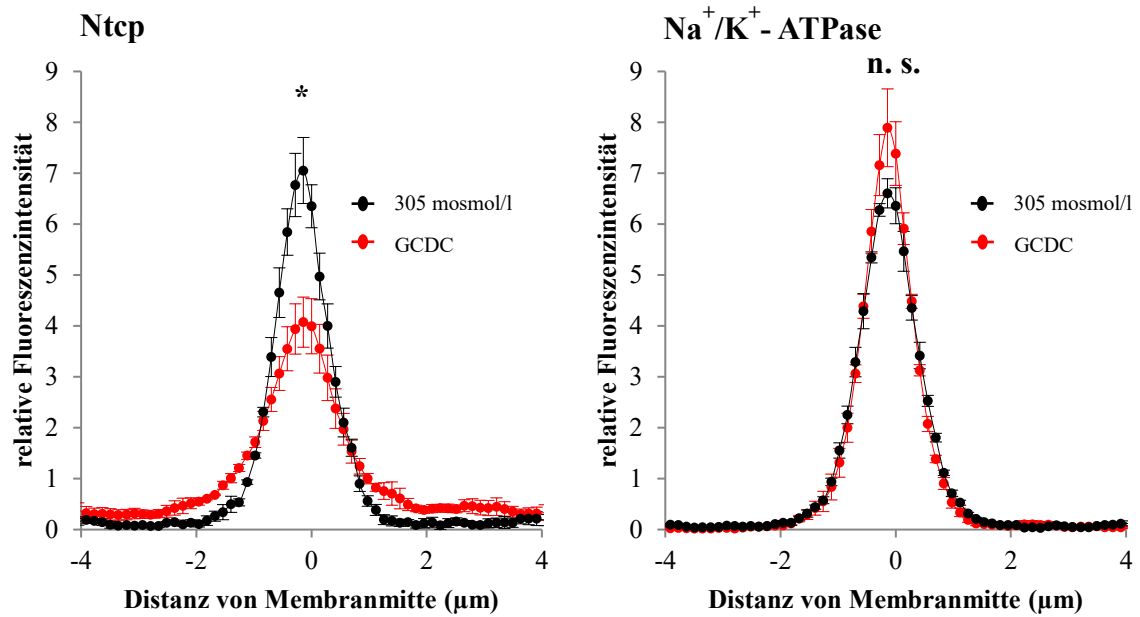 Ntcp
*
9
8
7
6
5
4
3
2
1
0
relative Fluoreszenzintensität
305 mosmol/l
GCDC
-4
-2
0
2
4
Distanz von Membranmitte (µm)
Na+/K+- ATPase
n. s.
9
8
7
6
5
4
3
2
1
0
relative Fluoreszenzintensität
305 mosmol/l
GCDC
-4
-2
0
2
4
Distanz von Membranmitte (µm)